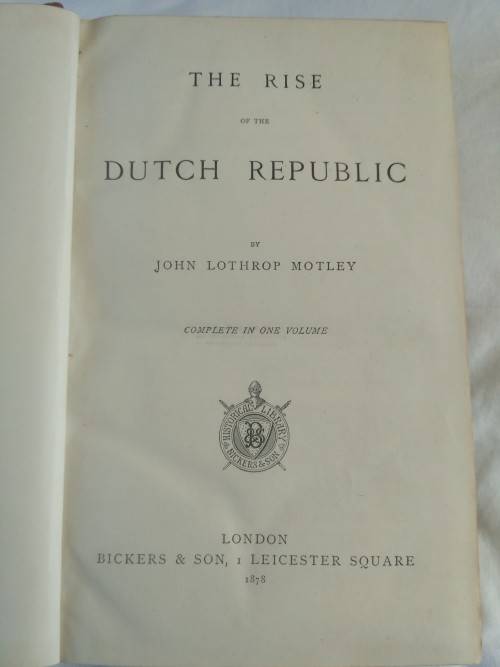 THE RISE
OF THE
DUTCH REPUBLIC
BY
JOHN LOTHROP MOTLEY
COMPLETE IN ONE VOLUME
HISTORICAL LIBRARY
BICKERS & SON
LONDON
BICKERS & SON, 1 LEICESTER SQUARE
1878